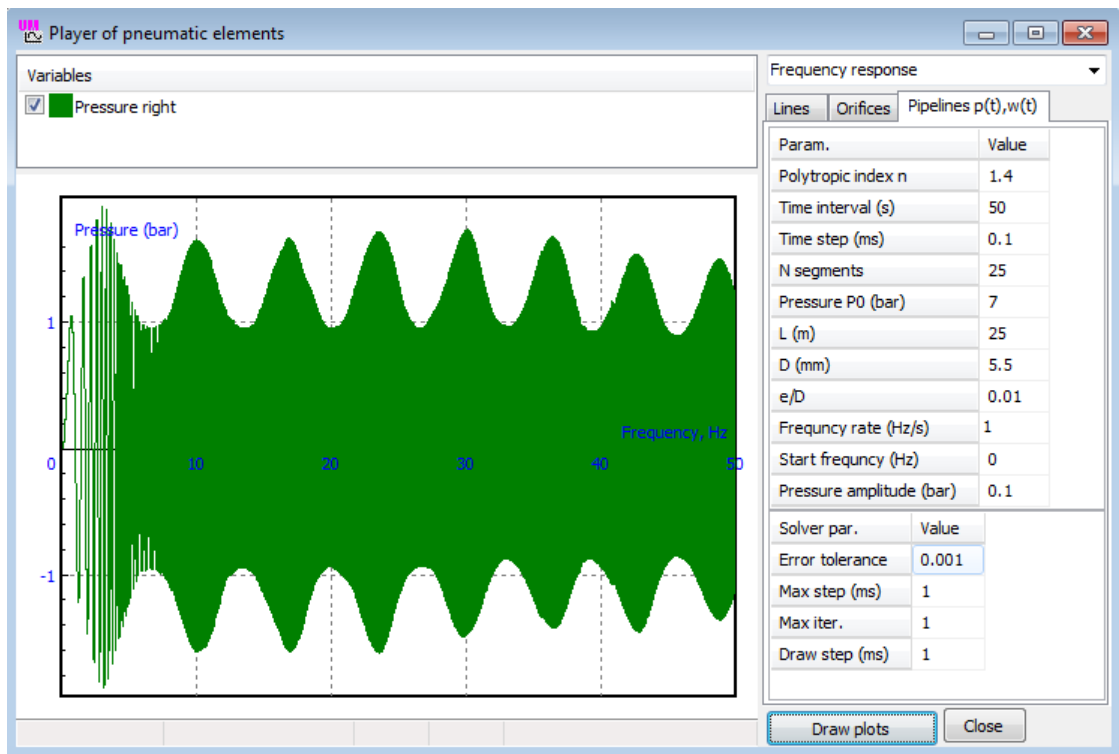 UM Player of pneumatic elements
Variables
Pressure right
Pressure (bar)
1
0 10 20 30 40 50
Frequency, Hz
-1
Frequency response
Lines Orifices Pipelines p(t),w(t)
Param. Value
Polytropic index n 1.4
Time interval (s) 50
Time step (ms) 0.1
N segments 25
Pressure P0 (bar) 7
L (m) 25
D (mm) 5.5
e/D 0.01
Frequncy rate (Hz/s) 1
Start frequncy (Hz) 0
Pressure amplitude (bar) 0.1
Solver par. Value
Error tolerance 0.001
Max step (ms) 1
Max iter. 1
Draw step (ms) 1
Draw plots Close